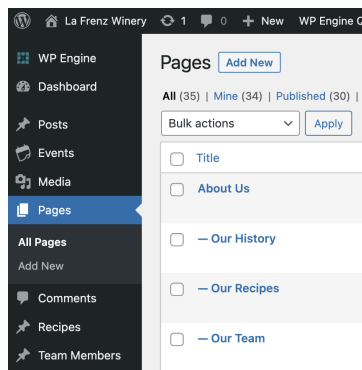 La Frenz Winery 1 0 New WP Engine
WP Engine
Dashboard
Posts
Events
Media
Pages
All Pages
Add New
Comments
Recipes
Team Members
Pages Add New
All (35) | Mine (34) | Published (30) |
Bulk actions Apply
Title
About Us
— Our History
— Our Recipes
— Our Team